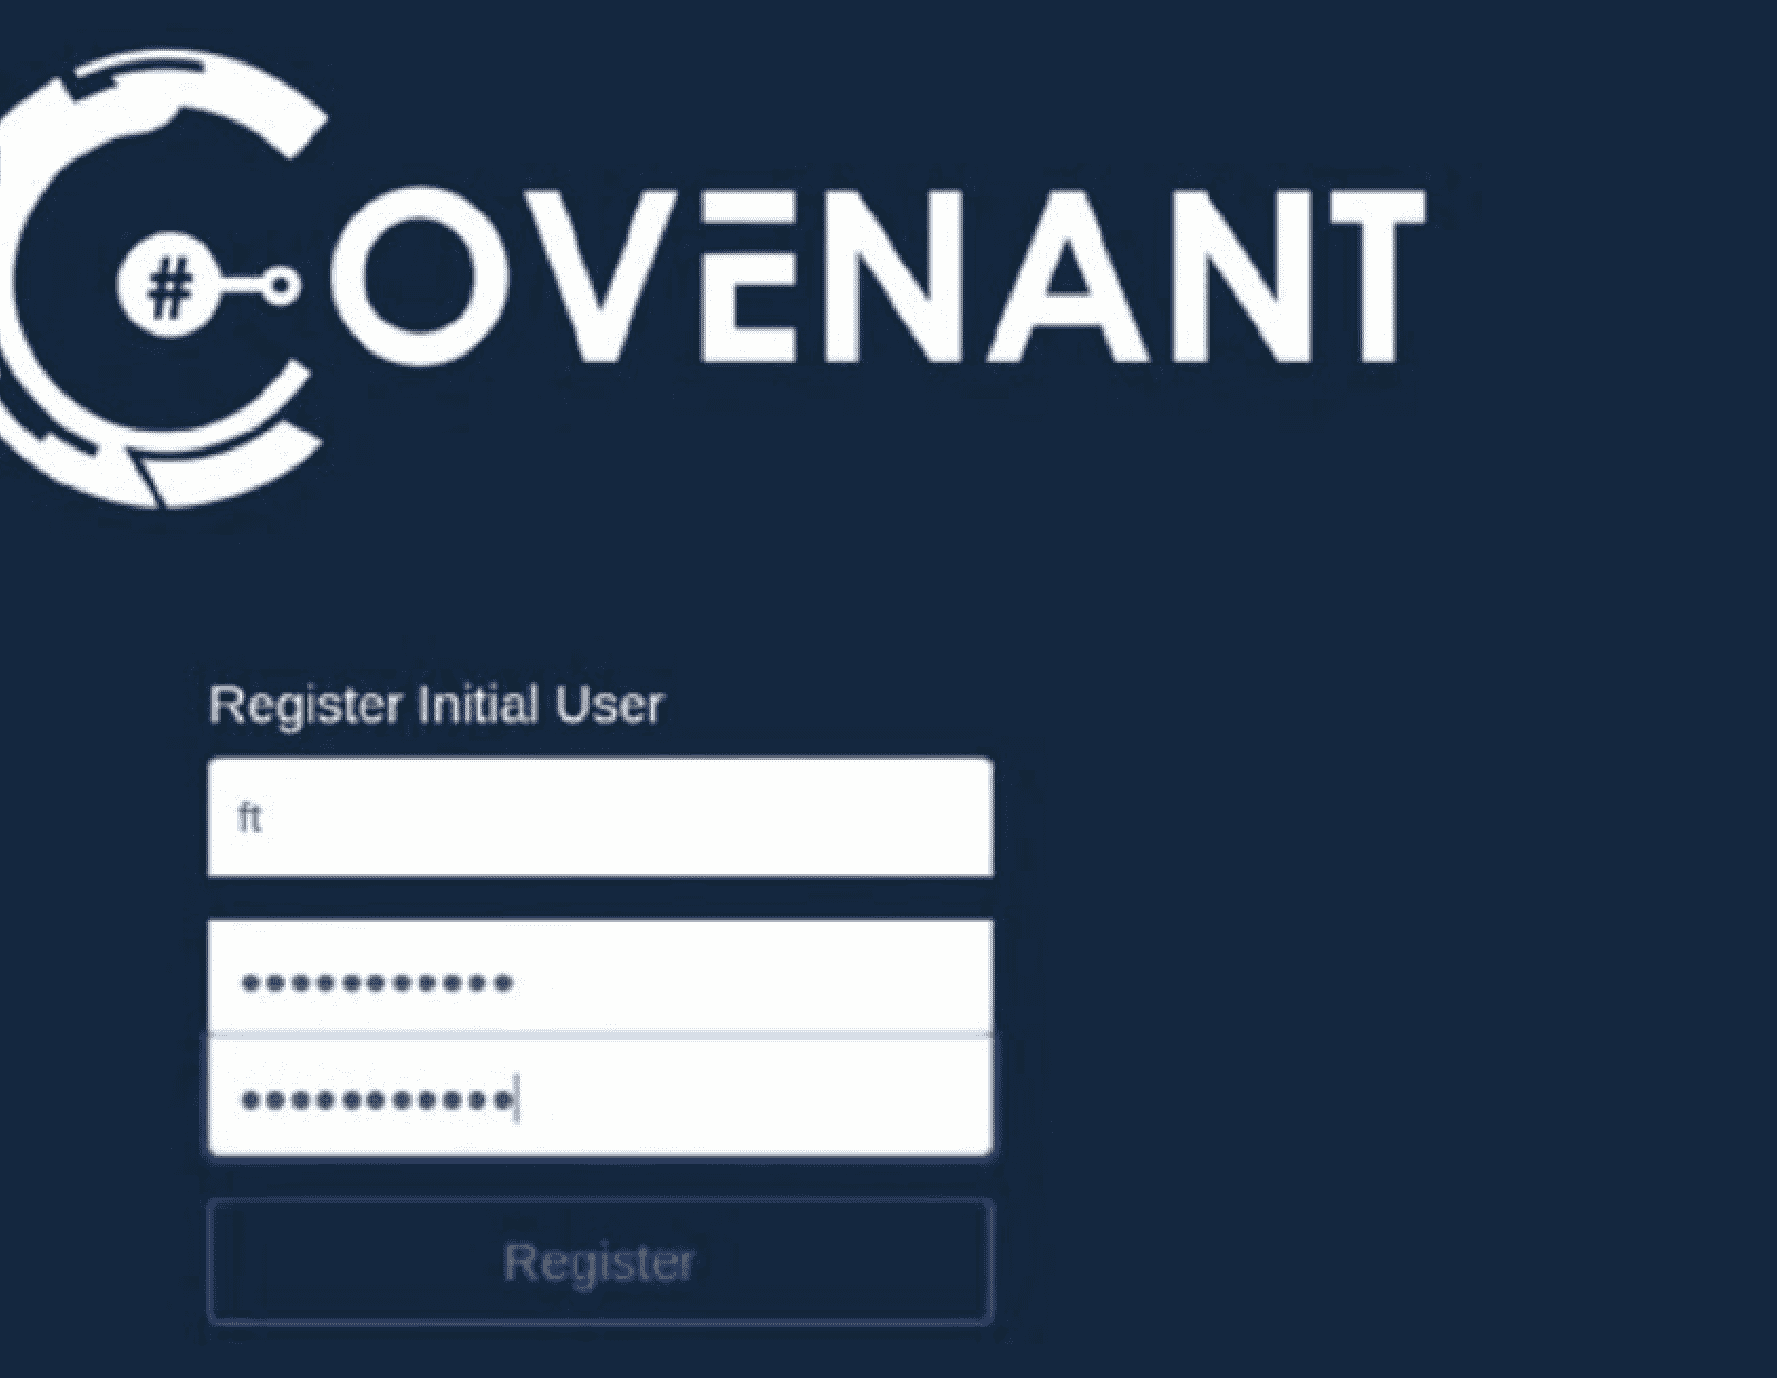 COVENANT
#
Register Initial User
ft
•••••••••••
•••••••••••
Register